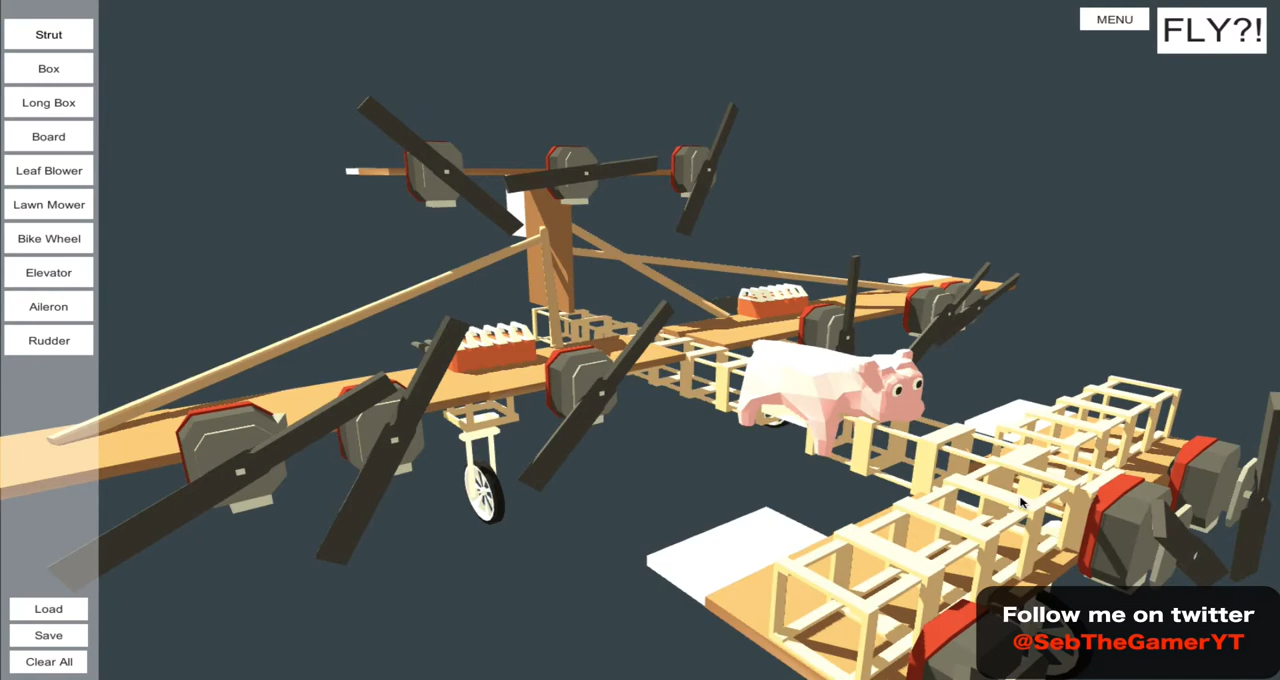 Strut
Box
Long Box
Board
Leaf Blower
Lawn Mower
Bike Wheel
Elevator
Aileron
Rudder
Load
Save
Clear All
MENU
FLY?!
Follow me on twitter
@SebTheGamerYT